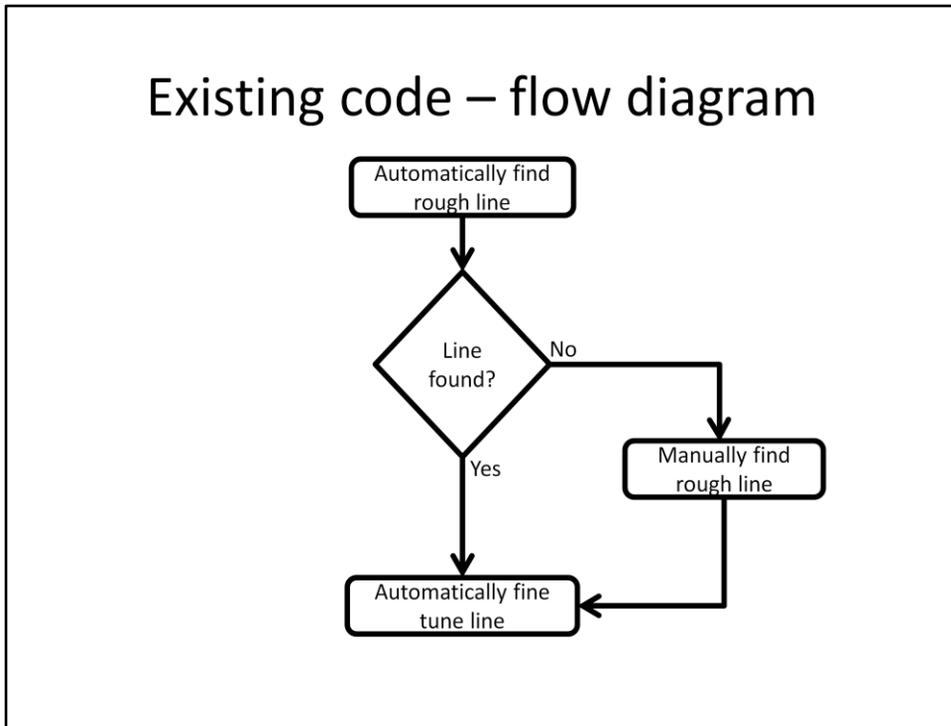 Existing code – flow diagram
Automatically find
rough line
Line
found?
No
Manually find
rough line
Yes
Automatically fine
tune line